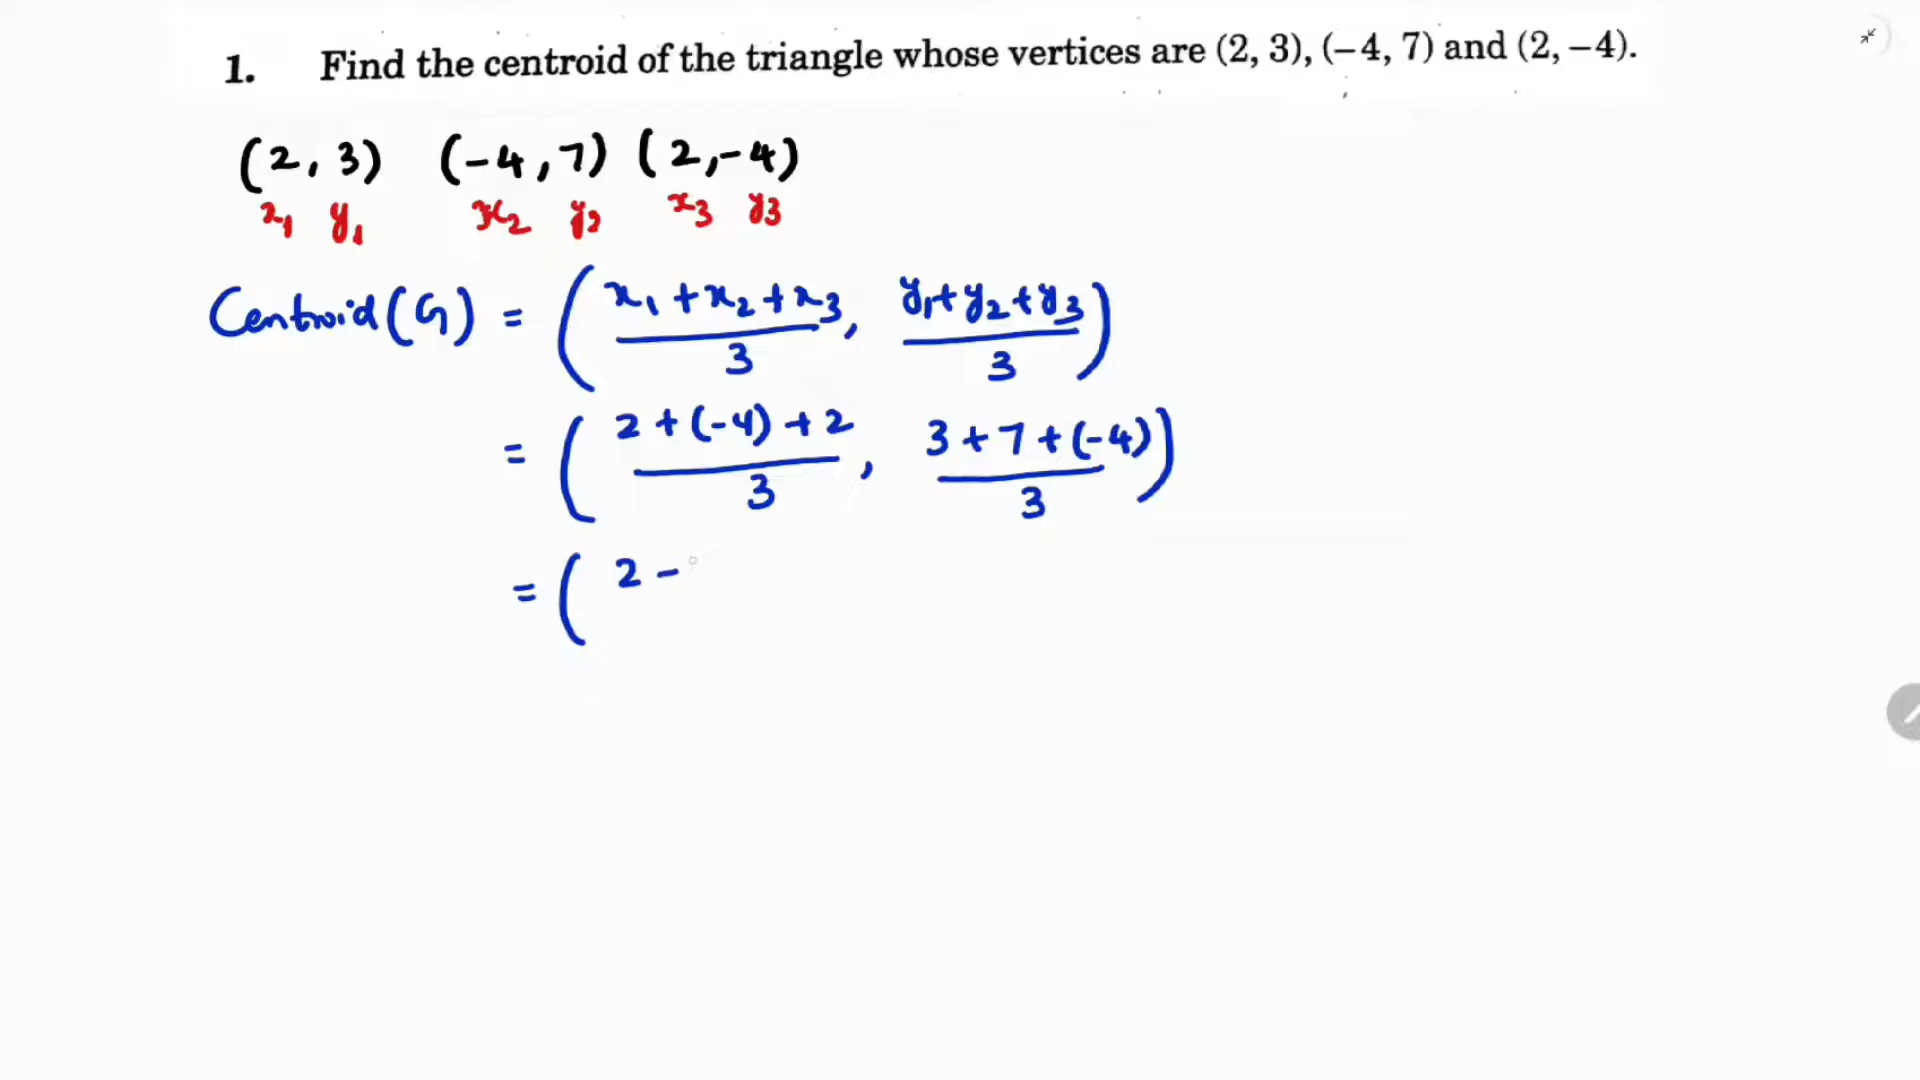 1. Find the centroid of the triangle whose vertices are (2, 3), (−4, 7) and (2, −4).
(2, 3) (-4, 7) (2, -4)
x₁ y₁ x₂ y₂ x₃ y₃
Centroid (G) = ( x₁ + x₂ + x₃ / 3 , y₁ + y₂ + y₃ / 3 )
= ( 2 + (-4) + 2 / 3 , 3 + 7 + (-4) / 3 )
= ( 2 -